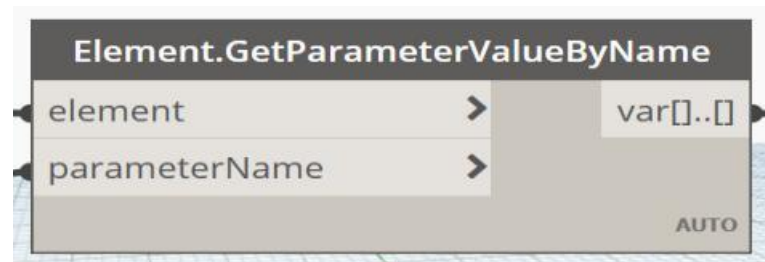 Element.GetParameterValueByName
element > var[]..[]
parameterName >
AUTO